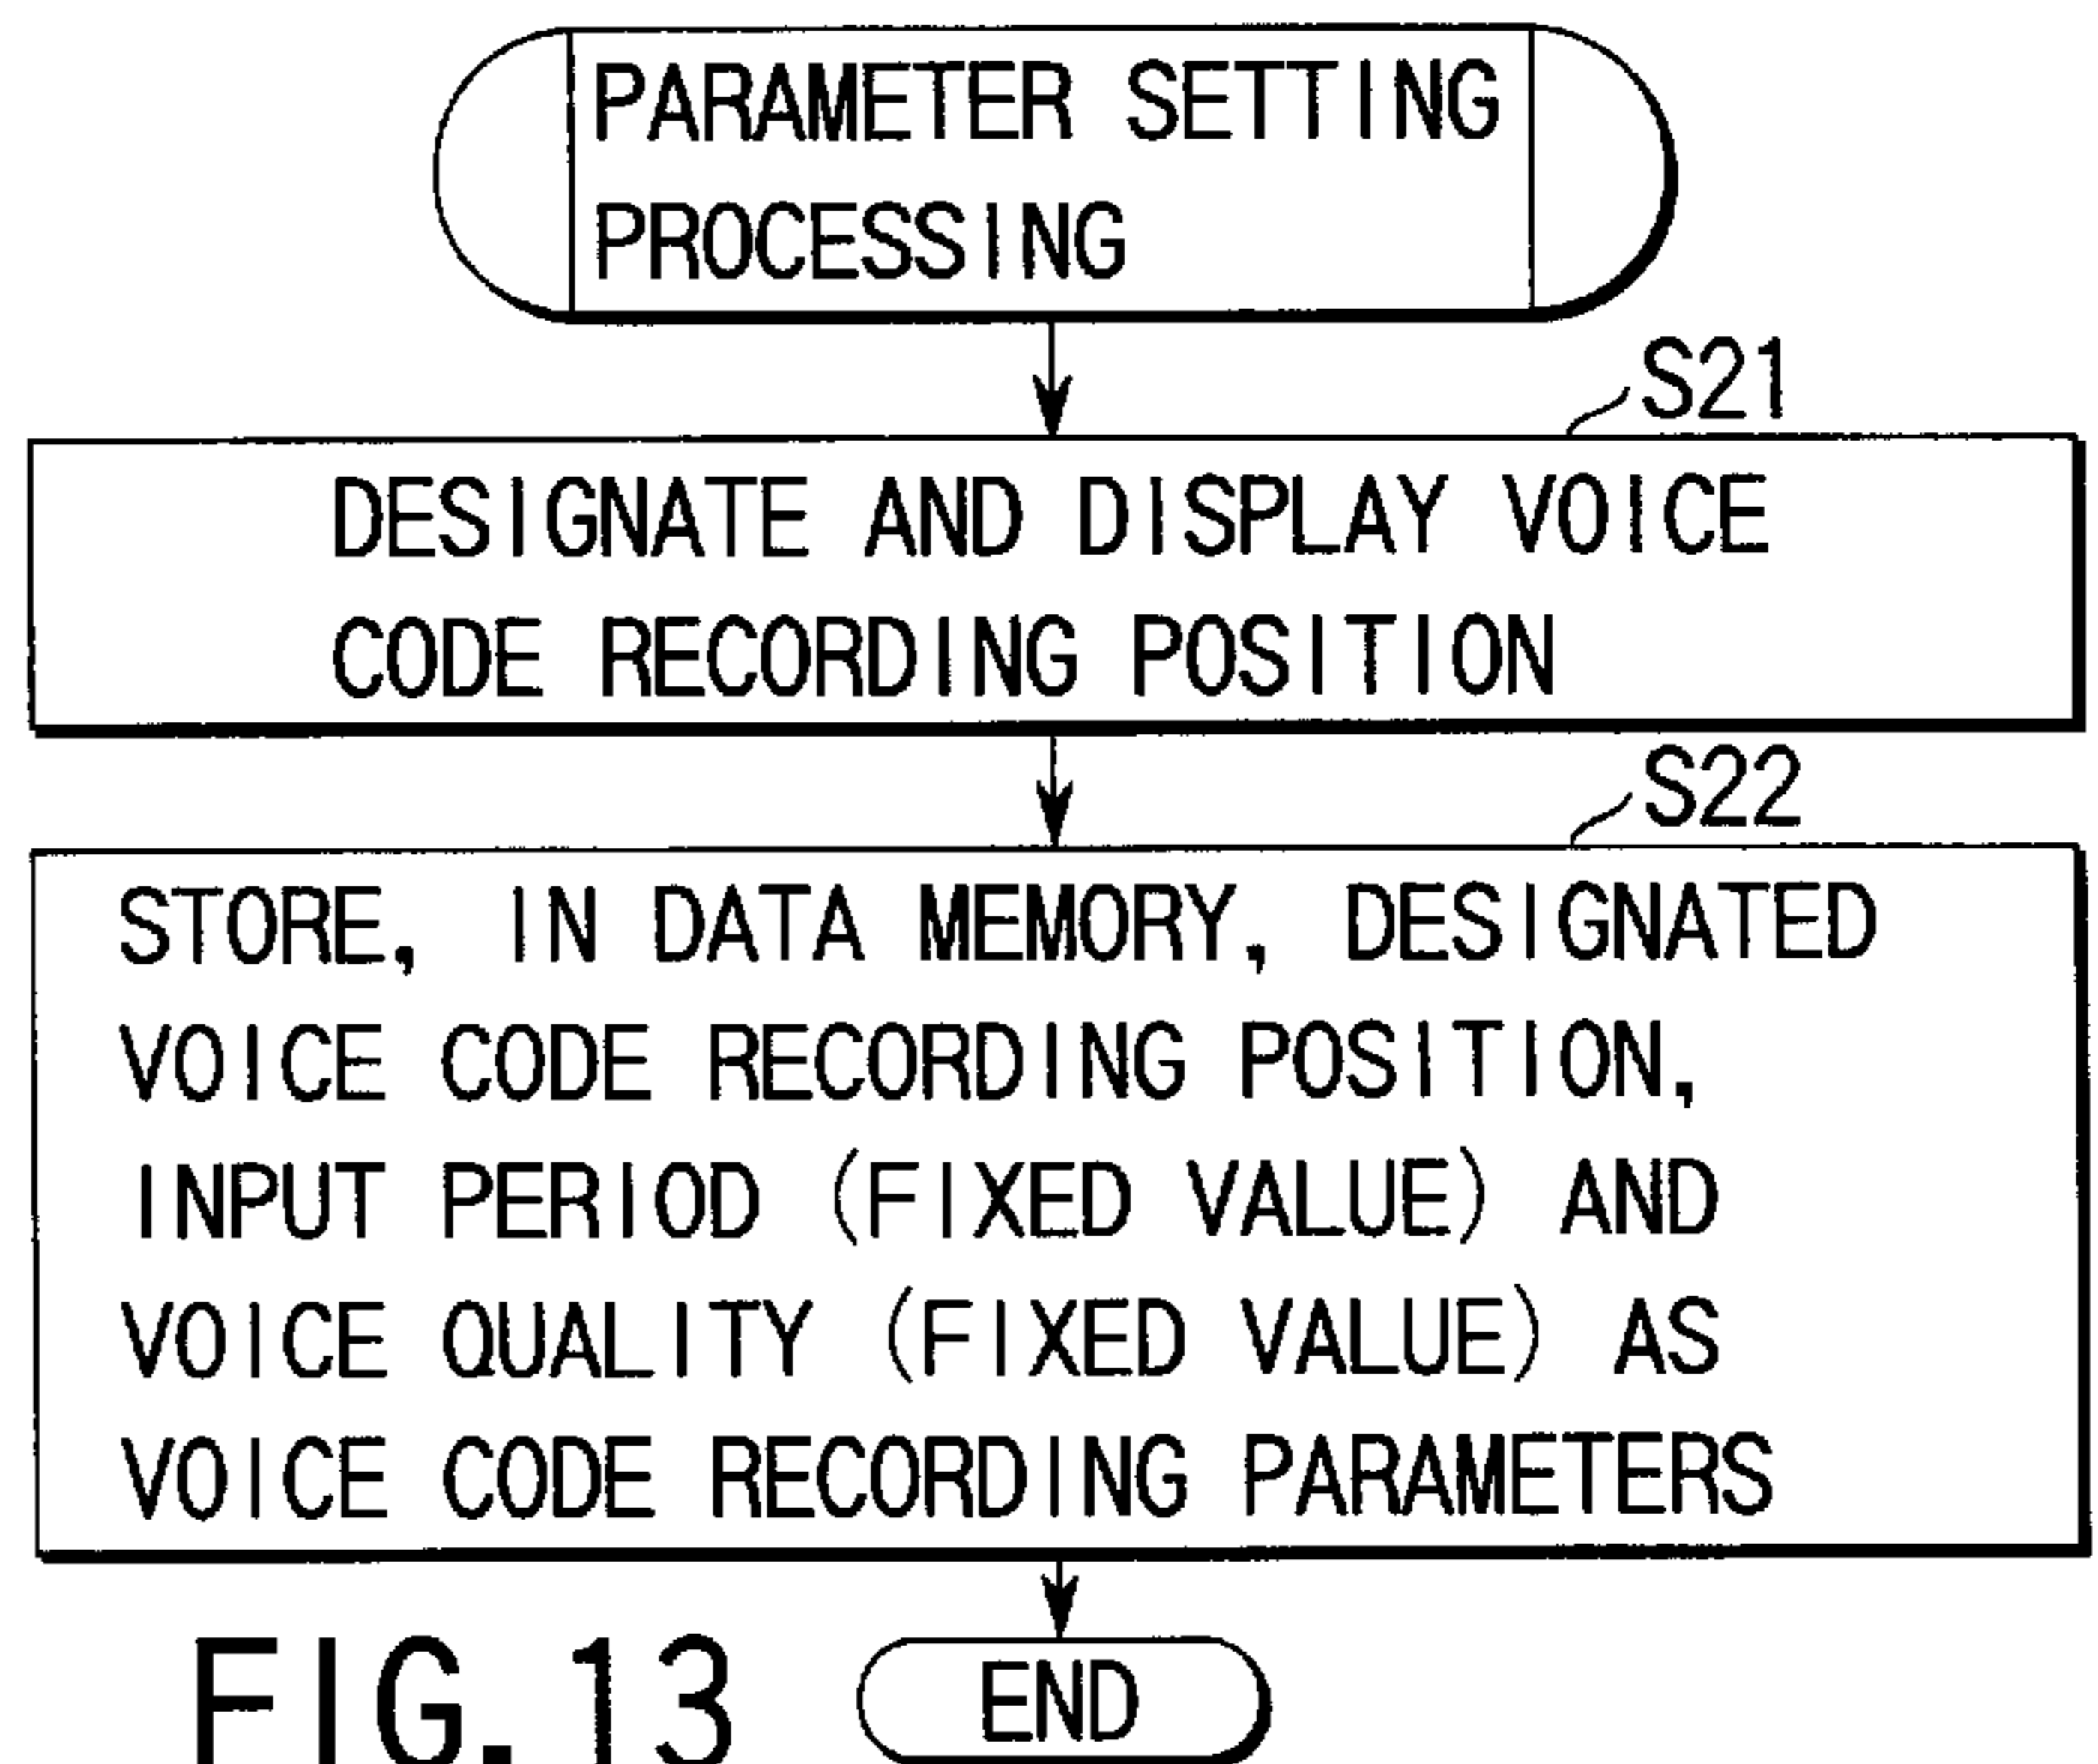 PARAMETER SETTING
PROCESSING
S21
DESIGNATE AND DISPLAY VOICE
CODE RECORDING POSITION
S22
STORE, IN DATA MEMORY, DESIGNATED
VOICE CODE RECORDING POSITION,
INPUT PERIOD (FIXED VALUE) AND
VOICE QUALITY (FIXED VALUE) AS
VOICE CODE RECORDING PARAMETERS
END
FIG. 13